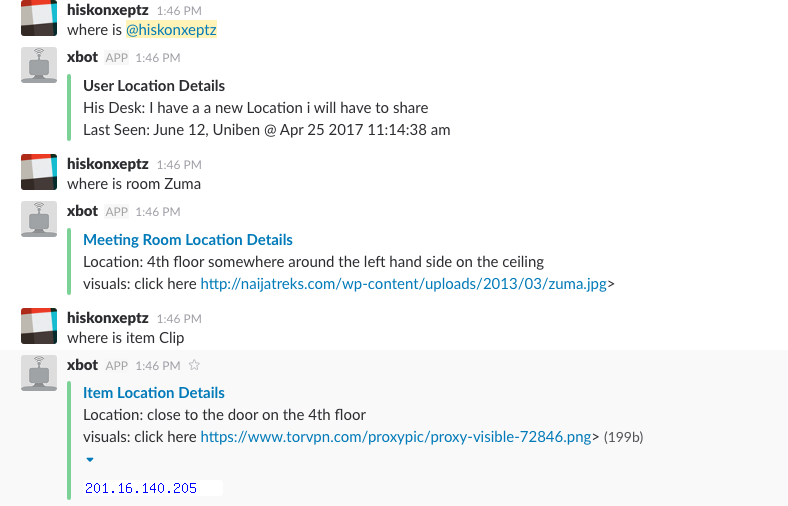 hiskonxeptz 1:46 PM
where is @hiskonxeptz
xbot APP 1:46 PM
User Location Details
His Desk: I have a a new Location i will have to share
Last Seen: June 12, Uniben @ Apr 25 2017 11:14:38 am
hiskonxeptz 1:46 PM
where is room Zuma
xbot APP 1:46 PM
Meeting Room Location Details
Location: 4th floor somewhere around the left hand side on the ceiling
visuals: click here http://naijatreks.com/wp-content/uploads/2013/03/zuma.jpg>
hiskonxeptz 1:46 PM
where is item Clip
xbot APP 1:46 PM
Item Location Details
Location: close to the door on the 4th floor
visuals: click here https://www.torvpn.com/proxypic/proxy-visible-72846.png> (199b)
201.16.140.205